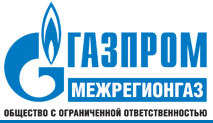 ГАЗПРОМ
МЕЖРЕГИОНГАЗ
ОБЩЕСТВО С ОГРАНИЧЕННОЙ ОТВЕТСТВЕННОСТЬЮ